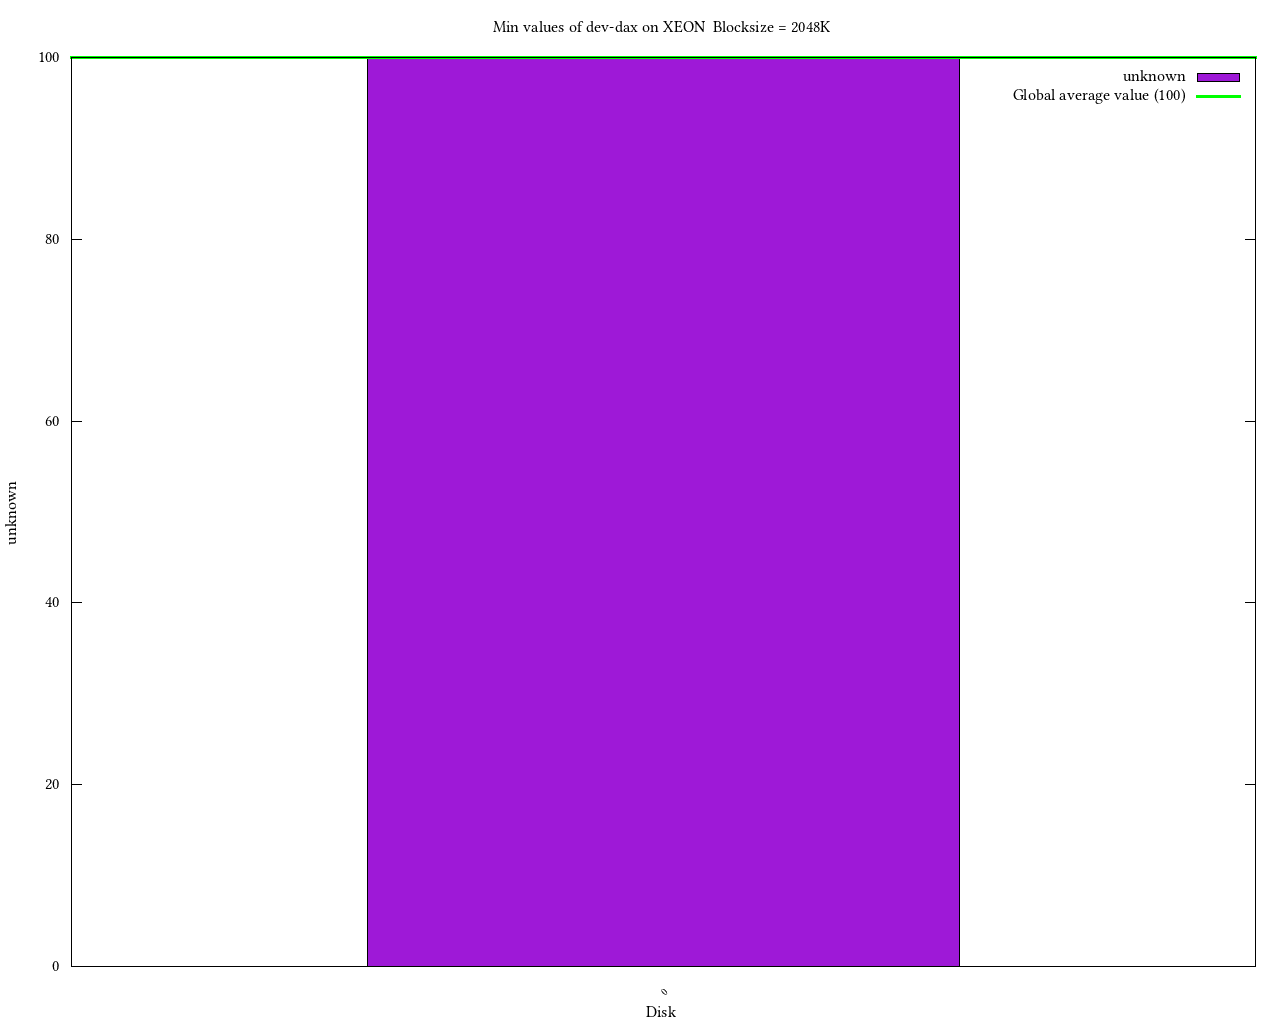 Min values of dev-dax on XEON  Blocksize = 2048K
100
unknown
Global average value (100)
80
60
unknown
40
20
0
0
Disk